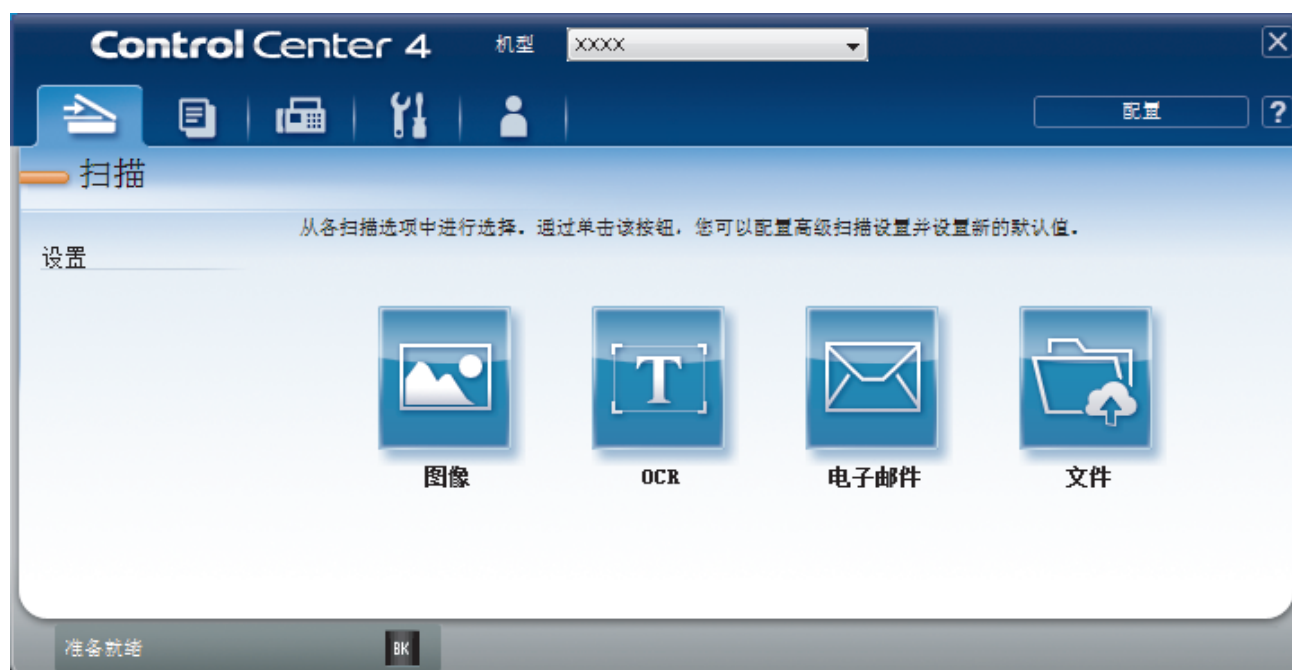 Control Center 4 机型 XXXX
配置 ?
扫描
从各扫描选项中进行选择。通过单击该按钮，您可以配置高级扫描设置并设置新的默认值。
设置
T
图像 OCR 电子邮件 文件
准备就绪 BK